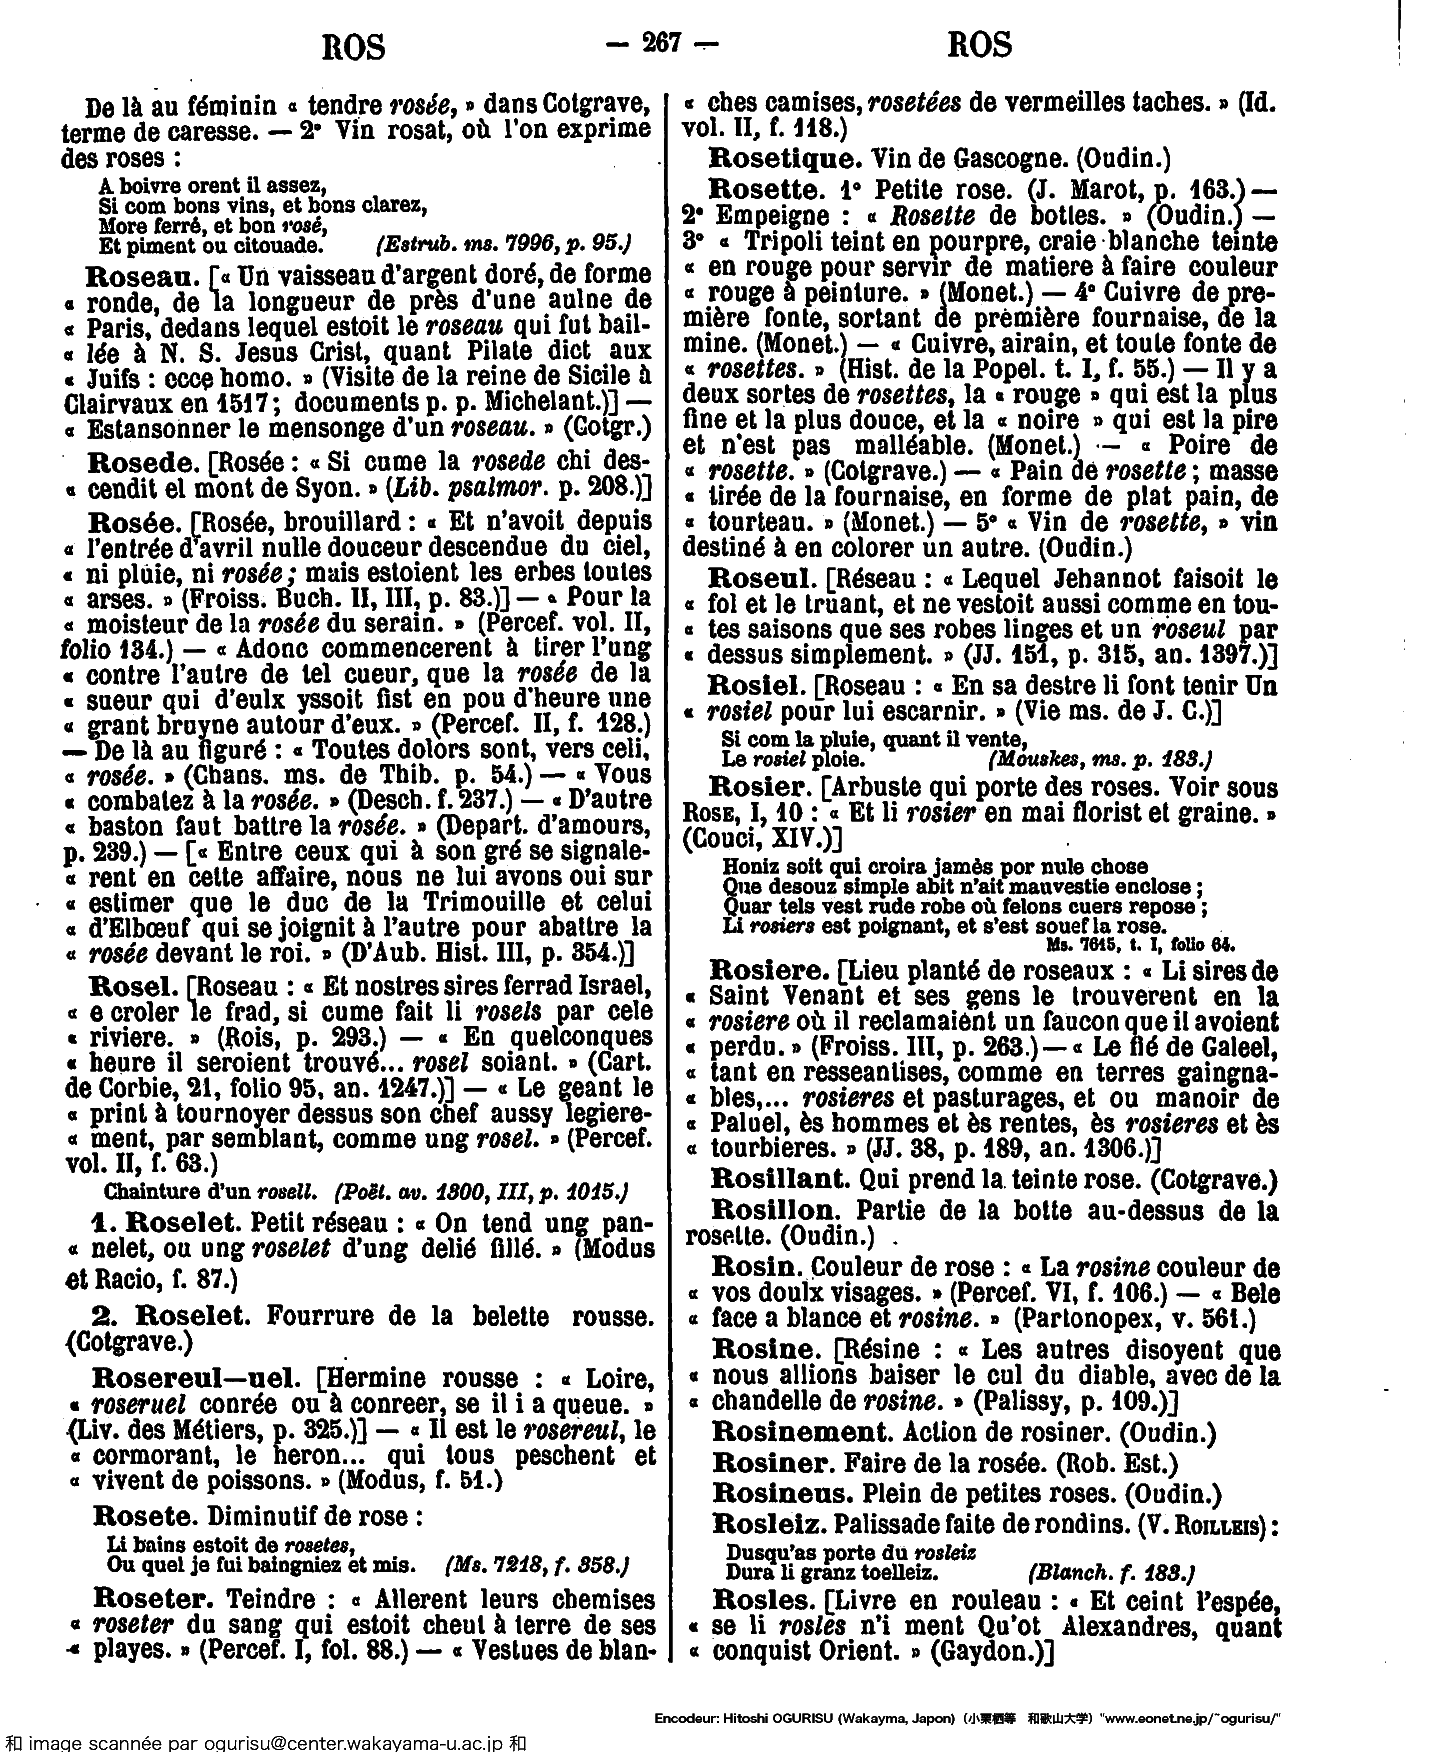 ROS — 267 — ROS
De là au féminin « tendre rosée, » dans Cotgrave,
terme de caresse. — 2° Vin rosat, où l'on exprime
des roses :
A boivre orent il assez,
Si com bons vins, et bons clarez,
More ferré, et bon rosé,
Et piment ou citouade. (Estrub. ms. 7996, p. 95.)
Roseau. [« Un vaisseau d'argent doré, de forme
« ronde, de la longueur de près d'une aulne de
« Paris, dedans lequel estoit le roseau qui fut bail-
« lée à N. S. Jesus Crist, quant Pilate dict aux
« Juifs : ecce homo. » (Visite de la reine de Sicile à
Clairvaux en 1517; documents p. p. Michelant.)] —
« Estansonner le mensonge d'un roseau. » (Cotgr.)
Rosede. [Rosée : « Si cume la rosede chi des-
« cendit el mont de Syon. » (Lib. psalmor. p. 208.)]
Rosée. [Rosée, brouillard : « Et n'avoit depuis
« l'entrée d'avril nulle douceur descendue du ciel,
« ni pluie, ni rosée; mais estoient les erbes toutes
« arses. » (Froiss. Buch. II, III, p. 83.)] — « Pour la
« moisteur de la rosée du serain. » (Percef. vol. II,
folio 134.) — « Adonc commencerent à tirer l'ung
« contre l'autre de tel cueur, que la rosée de la
« sueur qui d'eulx yssoit fist en pou d'heure une
« grant bruyne autour d'eux. » (Percef. II, f. 128.)
— De là au figuré : « Toutes dolors sont, vers celi,
« rosée. » (Chans. ms. de Thib. p. 54.) — « Vous
« combatez à la rosée. » (Desch. f. 237.) — « D'autre
« baston faut battre la rosée. » (Depart. d'amours,
p. 239.) — [« Entre ceux qui à son gré se signale-
« rent en cette affaire, nous ne lui avons oui sur
« estimer que le duc de la Trimouille et celui
« d'Elbœuf qui se joignit à l'autre pour abattre la
« rosée devant le roi. » (D'Aub. Hist. III, p. 354.)]
Rosel. [Roseau : « Et nostres sires ferrad Israel,
« e croler le frad, si cume fait li rosels par cele
« riviere. » (Rois, p. 293.) — « En quelconques
« heure il seroient trouvé... rosel soiant. » (Cart.
de Corbie, 21, folio 95, an. 1247.)] — « Le geant le
« print à tournoyer dessus son chef aussy legiere-
« ment, par semblant, comme ung rosel. » (Percef.
vol. II, f. 63.)
Chainture d'un rosell. (Poët. av. 1300, III, p. 1015.)
1. Roselet. Petit réseau : « On tend ung pan-
« nelet, ou ung roselet d'ung delié fillé. » (Modus
et Racio, f. 87.)
2. Roselet. Fourrure de la belette rousse.
(Cotgrave.)
Rosereul—uel. [Hermine rousse : « Loire,
« roseruel conrée ou à conreer, se il i a queue. »
(Liv. des Métiers, p. 325.)] — « Il est le rosereul, le
« cormorant, le heron... qui tous peschent et
« vivent de poissons. » (Modus, f. 51.)
Rosete. Diminutif de rose :
Li bains estoit de rosetes,
Ou quel je fui baingniez et mis. (Ms. 7218, f. 358.)
Roseter. Teindre : « Allerent leurs chemises
« roseter du sang qui estoit cheut à terre de ses
« playes. » (Percef. I, fol. 88.) — « Vestues de blan-
« ches camises, rosetées de vermeilles taches. » (Id.
vol. II, f. 118.)
Rosetique. Vin de Gascogne. (Oudin.)
Rosette. 1° Petite rose. (J. Marot, p. 163.) —
2° Empeigne : « Rosette de bottes. » (Oudin.) —
3° « Tripoli teint en pourpre, craie blanche teinte
« en rouge pour servir de matiere à faire couleur
« rouge à peinture. » (Monet.) — 4° Cuivre de pre-
mière fonte, sortant de première fournaise, de la
mine. (Monet.) — « Cuivre, airain, et toute fonte de
« rosettes. » (Hist. de la Popel. t. I, f. 55.) — Il y a
deux sortes de rosettes, la « rouge » qui est la plus
fine et la plus douce, et la « noire » qui est la pire
et n'est pas malléable. (Monet.) — « Poire de
« rosette. » (Cotgrave.) — « Pain de rosette; masse
« tirée de la fournaise, en forme de plat pain, de
« tourteau. » (Monet.) — 5° « Vin de rosette, » vin
destiné à en colorer un autre. (Oudin.)
Roseul. [Réseau : « Lequel Jehannot faisoit le
« fol et le truant, et ne vestoit aussi comme en tou-
« tes saisons que ses robes linges et un roseul par
« dessus simplement. » (JJ. 151, p. 315, an. 1397.)]
Rosiel. [Roseau : « En sa destre li font tenir Un
« rosiel pour lui escarnir. » (Vie ms. de J. C.)]
Si com la pluie, quant il vente,
Le rosiel ploie. (Mouskes, ms. p. 183.)
Rosier. [Arbuste qui porte des roses. Voir sous
ROSE, I, 10 : « Et li rosier en mai florist et graine. »
(Couci, XIV.)]
Honiz soit qui croira jamès por nule chose
Que desouz simple abit n'ait mauvestie enclose;
Quar tels vest rude robe où felons cuers repose;
Li rosiers est poignant, et s'est souef la rose.
Ms. 7615, t. I, folio 64.
Rosiere. [Lieu planté de roseaux : « Li sires de
« Saint Venant et ses gens le trouverent en la
« rosiere où il reclamaient un faucon que il avoient
« perdu. » (Froiss. III, p. 263.) — « Le fié de Galeel,
« tant en resseantises, comme en terres gaingna-
« bles,... rosieres et pasturages, et ou manoir de
« Paluel, ès hommes et ès rentes, ès rosieres et ès
« tourbieres. » (JJ. 38, p. 189, an. 1306.)]
Rosillant. Qui prend la teinte rose. (Cotgrave.)
Rosillon. Partie de la botte au-dessus de la
rosette. (Oudin.)
Rosin. Couleur de rose : « La rosine couleur de
« vos doulx visages. » (Percef. VI, f. 106.) — « Bele
« face a blance et rosine. » (Partonopex, v. 561.)
Rosine. [Résine : « Les autres disoyent que
« nous allions baiser le cul du diable, avec de la
« chandelle de rosine. » (Palissy, p. 109.)]
Rosinement. Action de rosiner. (Oudin.)
Rosiner. Faire de la rosée. (Rob. Est.)
Rosineus. Plein de petites roses. (Oudin.)
Rosleiz. Palissade faite de rondins. (V. ROILLEIS) :
Dusqu'as porte du rosleiz
Dura li granz toelleiz. (Blanch. f. 183.)
Rosles. [Livre en rouleau : « Et ceint l'espée,
« se li rosles n'i ment Qu'ot Alexandres, quant
« conquist Orient. » (Gaydon.)]
Encodeur: Hitoshi OGURISU (Wakayma, Japon) (小栗栖等 和歌山大学) "www.eonet.ne.jp/~ogurisu/"
和 image scannée par ogurisu@center.wakayama-u.ac.jp 和